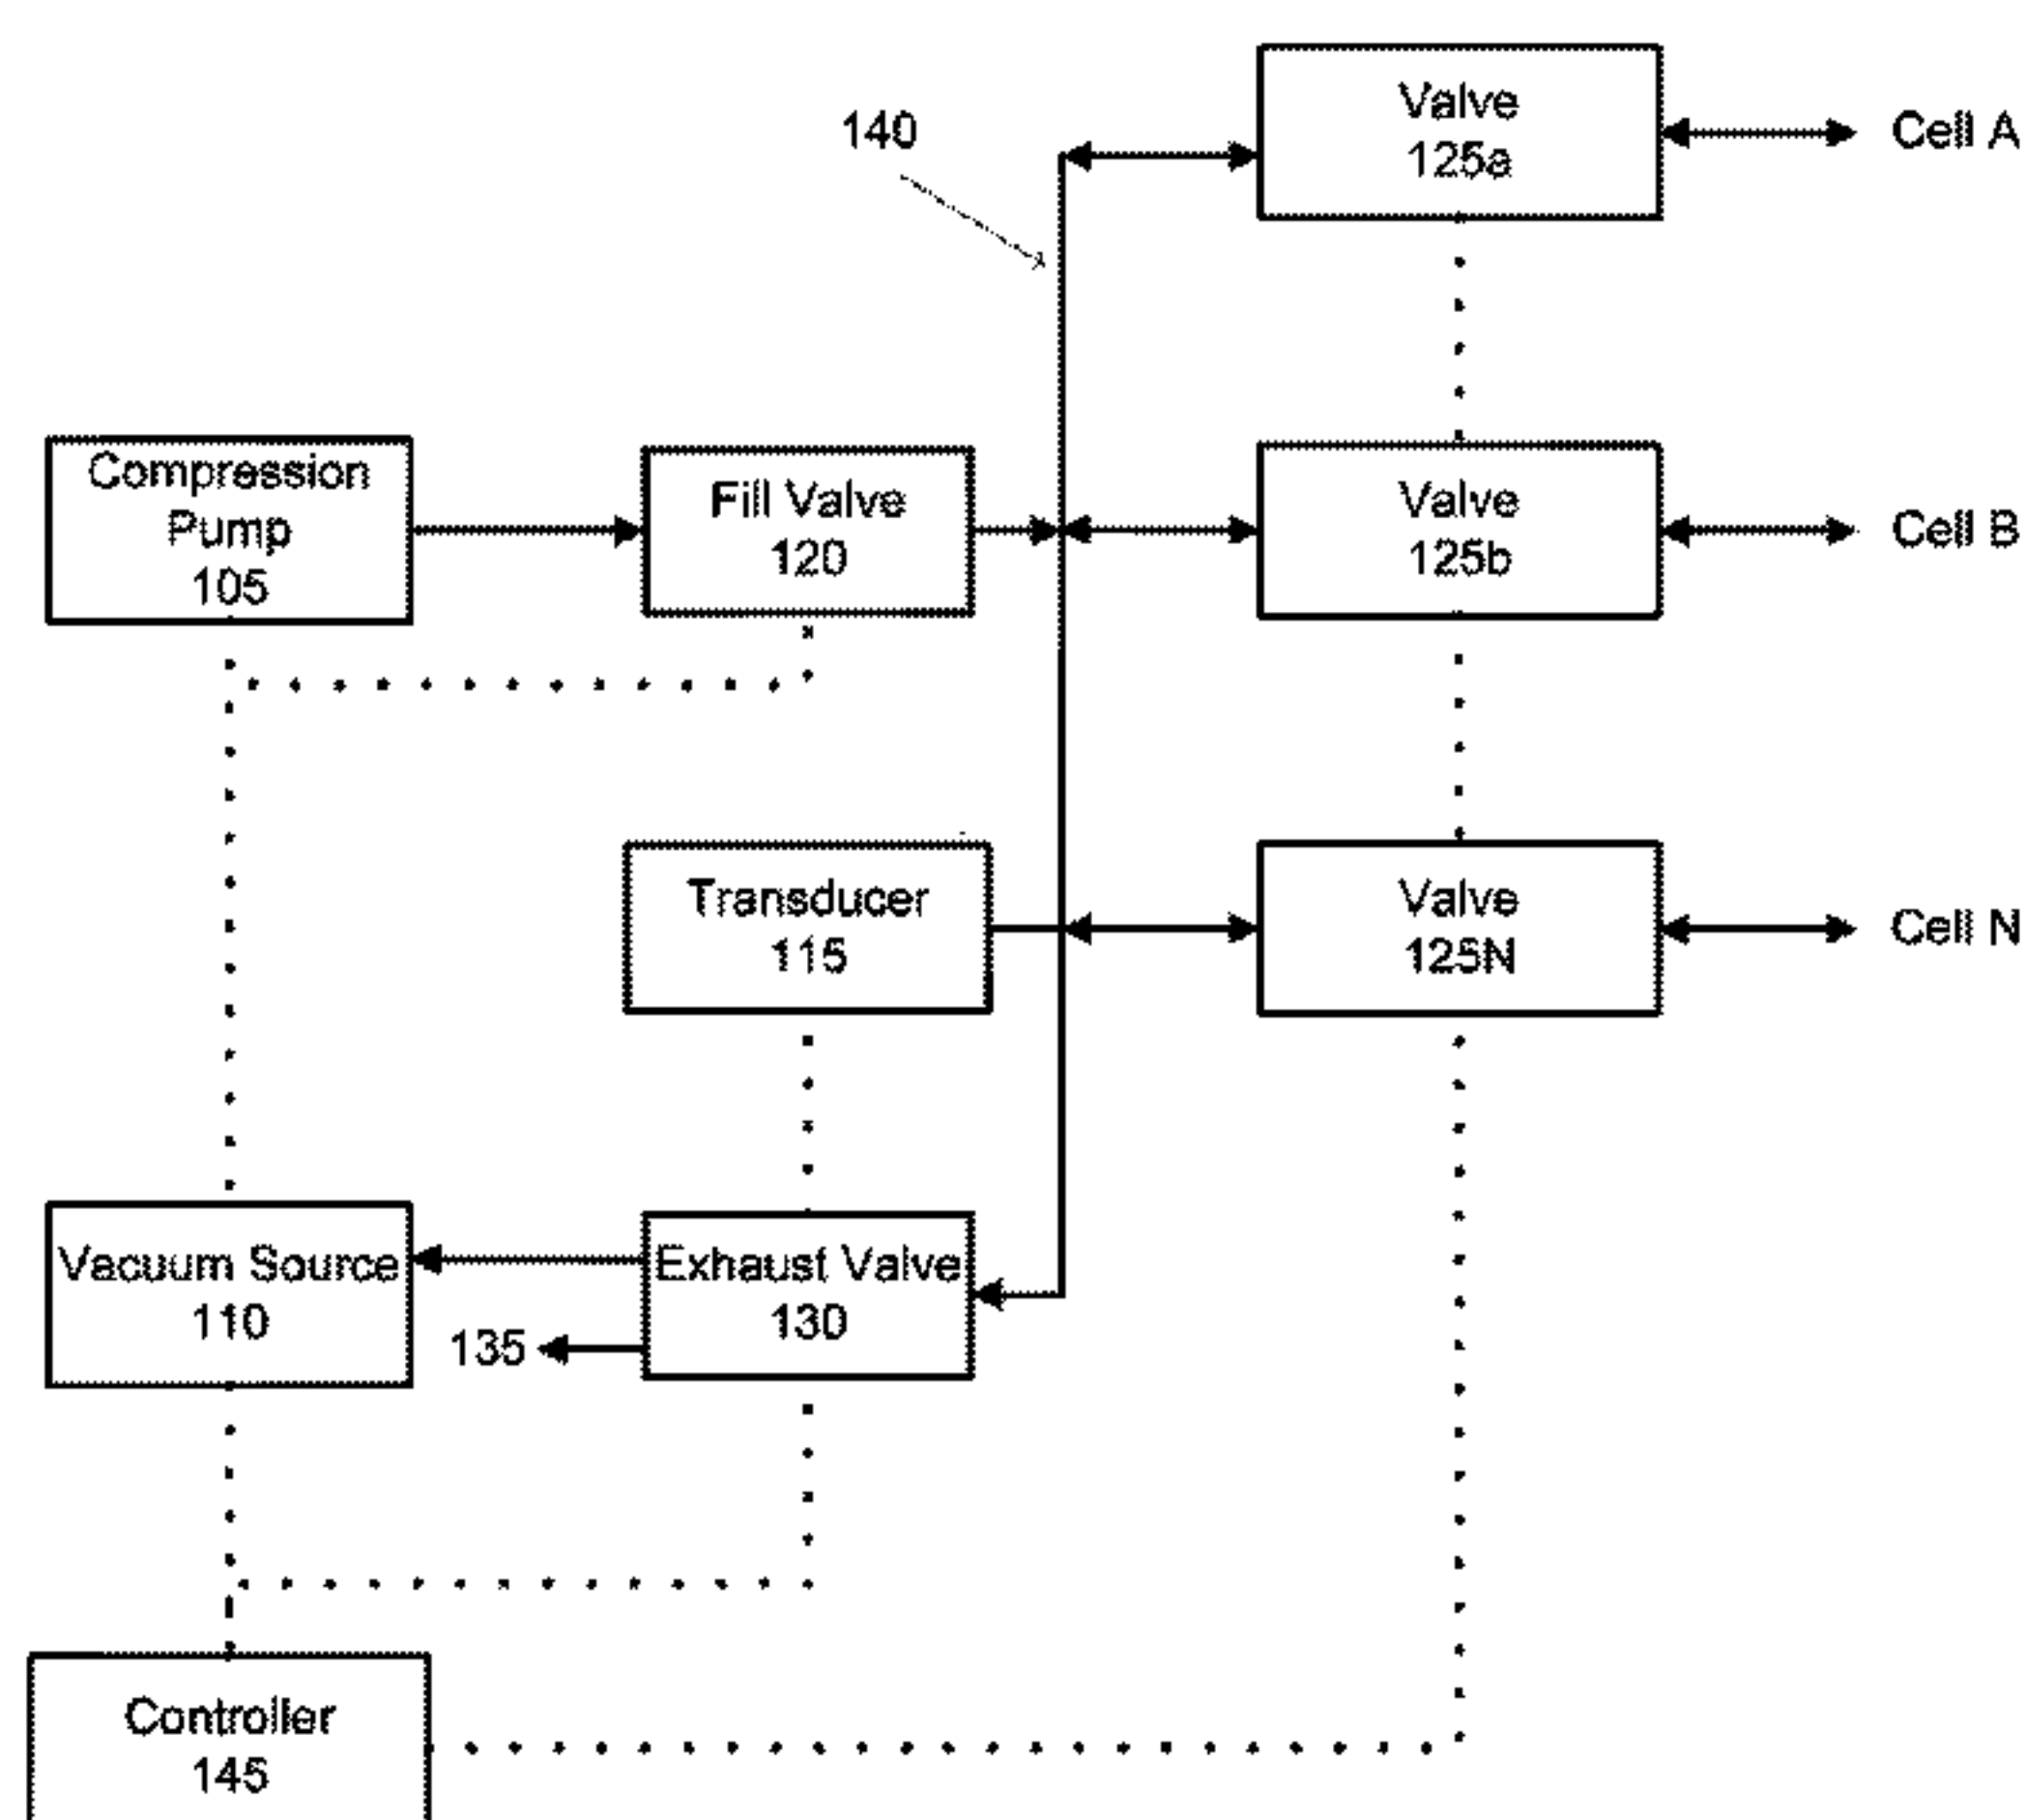 Valve
125a
Cell A
140
Compression
Pump
105
Fill Valve
120
Valve
125b
Cell B
Transducer
115
Valve
125N
Cell N
Vacuum Source
110
Exhaust Valve
130
135
Controller
145